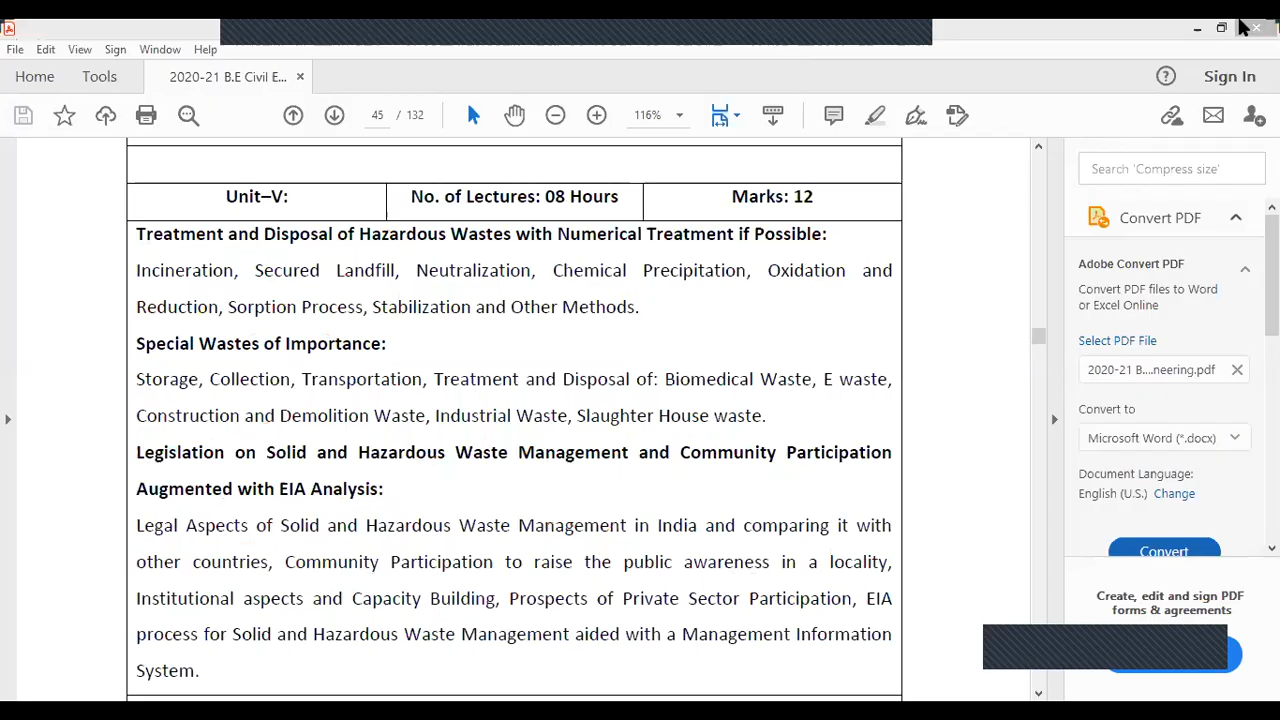 File Edit View Sign Window Help
Home Tools 2020-21 B.E Civil E... Sign In
45 / 132 116%
Search 'Compress size'
Unit–V: No. of Lectures: 08 Hours Marks: 12
Treatment and Disposal of Hazardous Wastes with Numerical Treatment if Possible:
Incineration, Secured Landfill, Neutralization, Chemical Precipitation, Oxidation and
Reduction, Sorption Process, Stabilization and Other Methods.
Special Wastes of Importance:
Storage, Collection, Transportation, Treatment and Disposal of: Biomedical Waste, E waste,
Construction and Demolition Waste, Industrial Waste, Slaughter House waste.
Legislation on Solid and Hazardous Waste Management and Community Participation
Augmented with EIA Analysis:
Legal Aspects of Solid and Hazardous Waste Management in India and comparing it with
other countries, Community Participation to raise the public awareness in a locality,
Institutional aspects and Capacity Building, Prospects of Private Sector Participation, EIA
process for Solid and Hazardous Waste Management aided with a Management Information
System.
Convert PDF
Adobe Convert PDF
Convert PDF files to Word
or Excel Online
Select PDF File
2020-21 B....neering.pdf
Convert to
Microsoft Word (*.docx)
Document Language:
English (U.S.) Change
Convert
Create, edit and sign PDF
forms & agreements